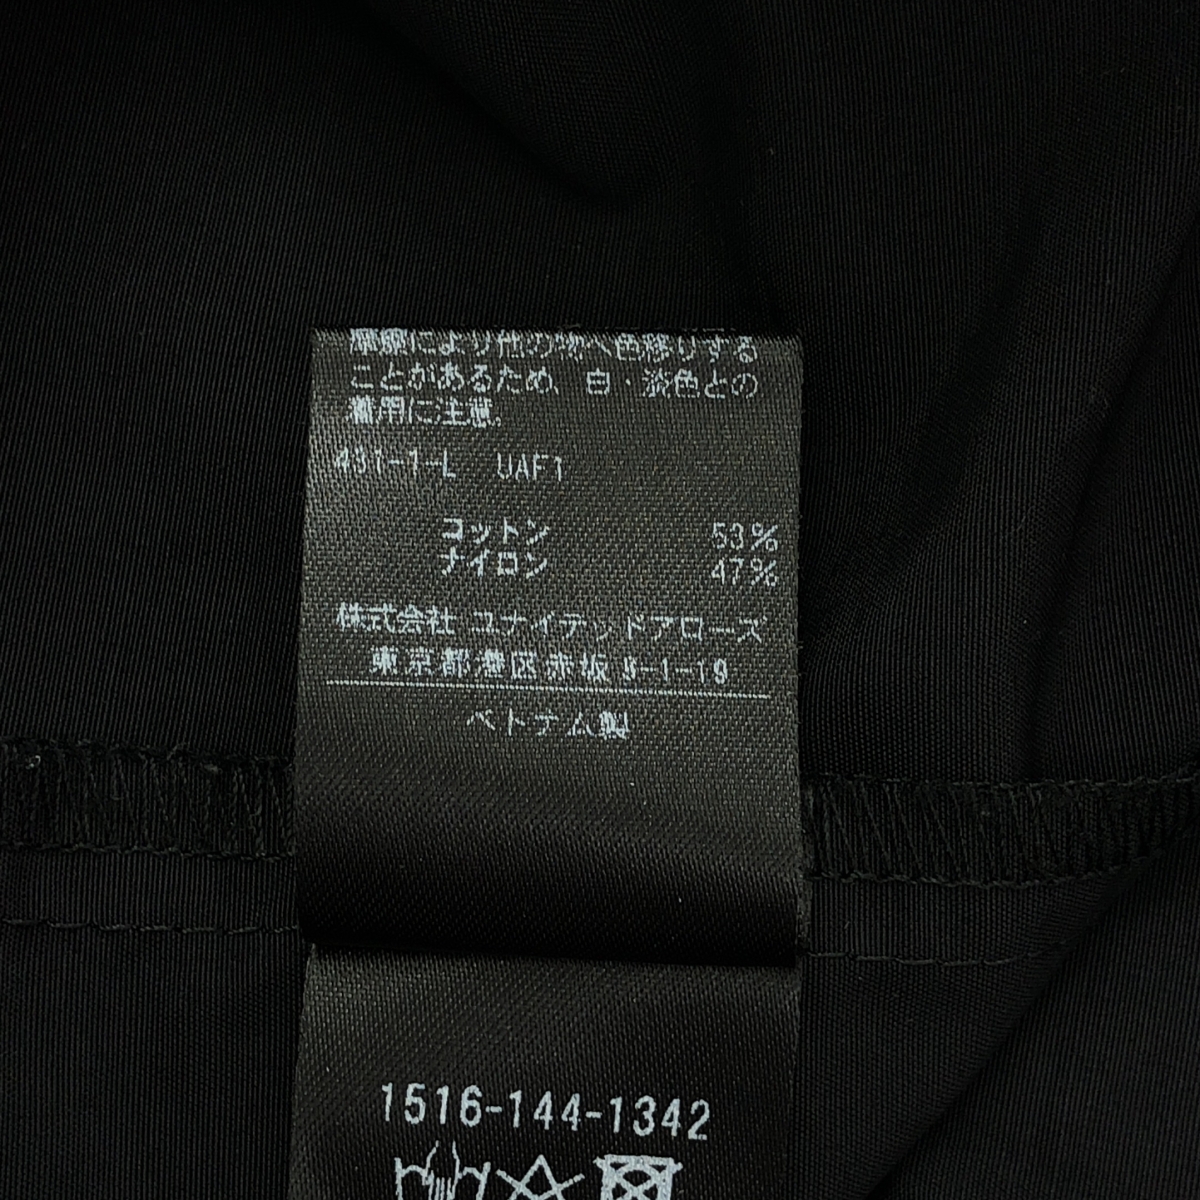 摩擦により他の物へ色移りする
ことがあるため、白・淡色との
着用に注意。
431-1-L UAF1
コットン 53%
ナイロン 47%
株式会社 ユナイテッドアローズ
東京都港区赤坂 8-1-19
ベトナム製
1516-144-1342